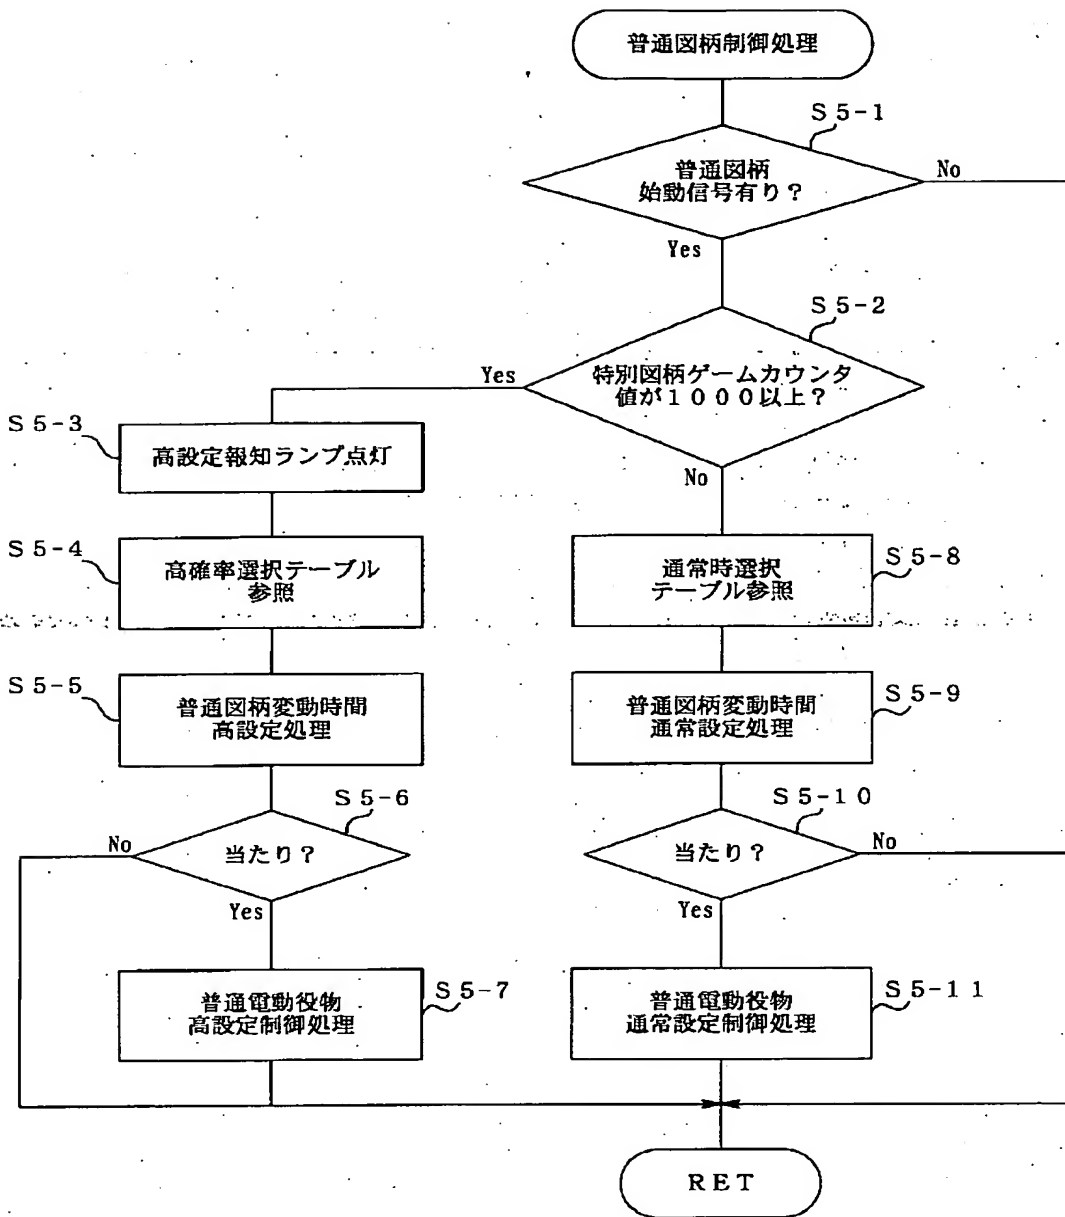 普通図柄制御処理
S5-1
普通図柄
始動信号有り？
No
Yes
S5-2
特別図柄ゲームカウンタ
値が１０００以上？
Yes
No
S5-3
高設定報知ランプ点灯
S5-4
高確率選択テーブル
参照
S5-8
通常時選択
テーブル参照
S5-5
普通図柄変動時間
高設定処理
S5-9
普通図柄変動時間
通常設定処理
S5-6
当たり？
No
Yes
S5-10
当たり？
No
Yes
S5-7
普通電動役物
高設定制御処理
S5-11
普通電動役物
通常設定制御処理
RET